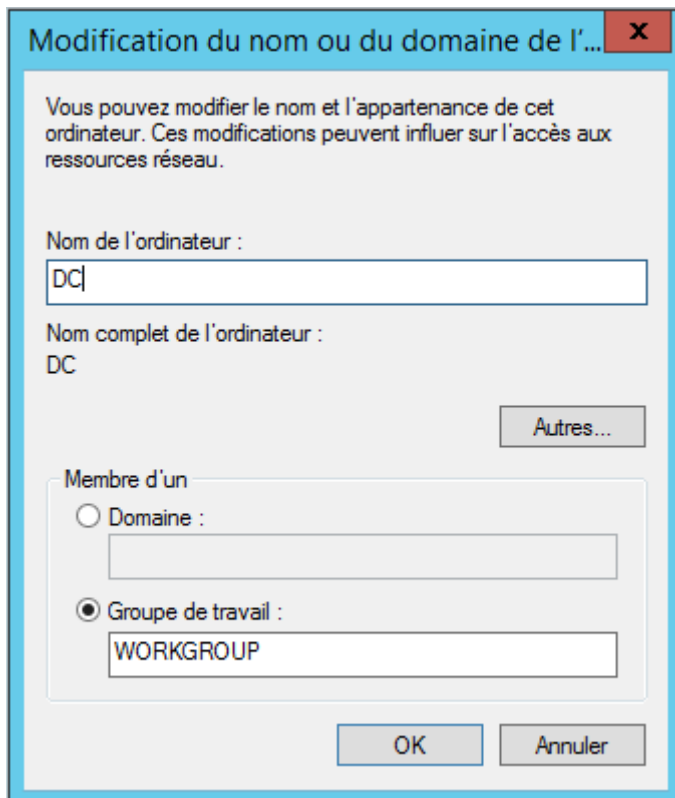 Modification du nom ou du domaine de l'...
x
Vous pouvez modifier le nom et l'appartenance de cet
ordinateur. Ces modifications peuvent influer sur l'accès aux
ressources réseau.
Nom de l'ordinateur :
DC
Nom complet de l'ordinateur :
DC
Autres...
Membre d'un
Domaine :
Groupe de travail :
WORKGROUP
OK
Annuler